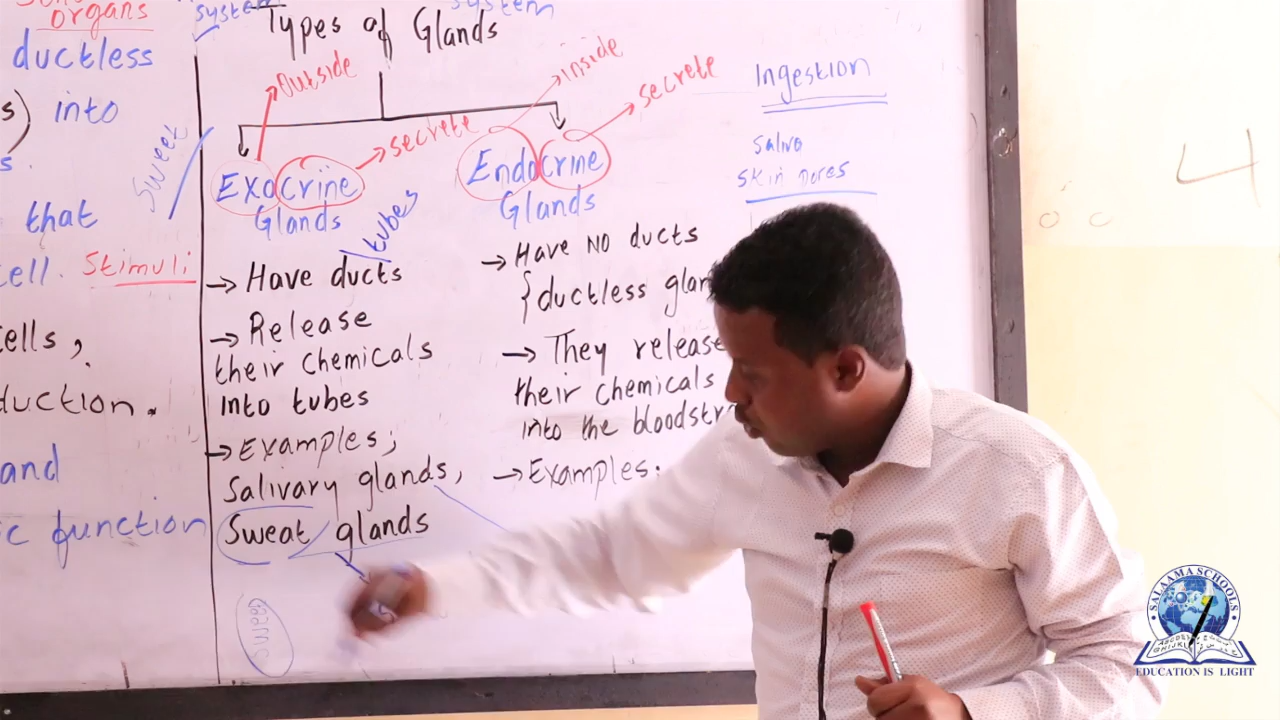 organs
ductless
s) into
s.
that
cell. Stimuli
cells,
duction.
and
c function
system
system
Types of Glands
Outside
inside
secrete
secrete
Sweet
Exocrine
Glands
tubes
→ Have ducts
→ Release
their chemicals
into tubes
→ Examples;
Salivary glands,
Sweat glands
Endocrine
Glands
→ Have NO ducts
{ductless glan
→ They release
their chemicals
into the bloodstr
→ Examples.
Ingestion
Saliva
skin pores
4
SALAAMA SCHOOLS
EDUCATION IS LIGHT